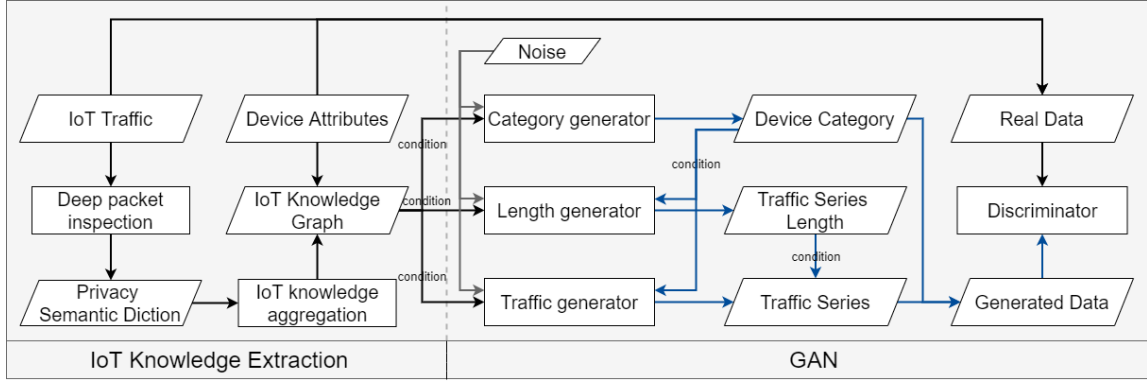 Noise
IoT Traffic
Device Attributes
Category generator
Device Category
Real Data
condition
condition
Deep packet
inspection
IoT Knowledge
Graph
condition
Length generator
Traffic Series
Length
Discriminator
condition
condition
Privacy
Semantic Diction
IoT knowledge
aggregation
Traffic generator
Traffic Series
Generated Data
IoT Knowledge Extraction
GAN